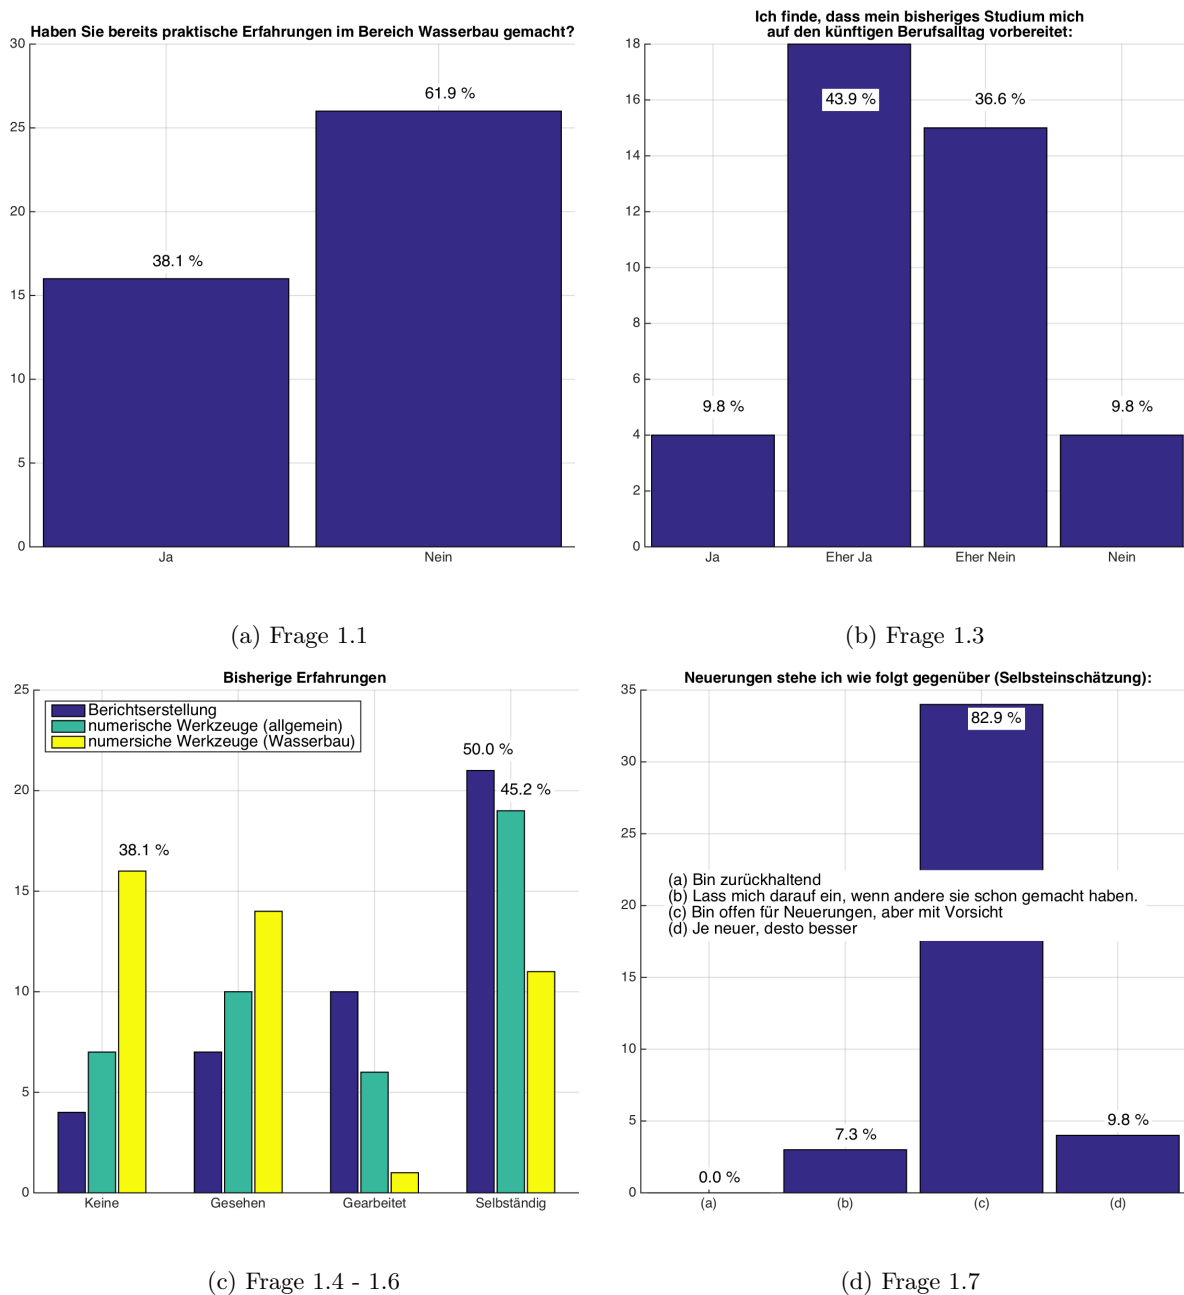 Haben Sie bereits praktische Erfahrungen im Bereich Wasserbau gemacht?
30
25
20
15
10
5
0
38.1 %
61.9 %
Ja
Nein
(a) Frage 1.1
Ich finde, dass mein bisheriges Studium mich
auf den künftigen Berufsalltag vorbereitet:
18
16
14
12
10
8
6
4
2
0
9.8 %
43.9 %
36.6 %
9.8 %
Ja
Eher Ja
Eher Nein
Nein
(b) Frage 1.3
Bisherige Erfahrungen
25
20
15
10
5
0
Berichtserstellung
numerische Werkzeuge (allgemein)
numersiche Werkzeuge (Wasserbau)
38.1 %
50.0 %
45.2 %
Keine
Gesehen
Gearbeitet
Selbständig
(c) Frage 1.4 - 1.6
Neuerungen stehe ich wie folgt gegenüber (Selbsteinschätzung):
35
30
25
20
15
10
5
0
82.9 %
(a) Bin zurückhaltend
(b) Lass mich darauf ein, wenn andere sie schon gemacht haben.
(c) Bin offen für Neuerungen, aber mit Vorsicht
(d) Je neuer, desto besser
0.0 %
7.3 %
9.8 %
(a)
(b)
(c)
(d)
(d) Frage 1.7